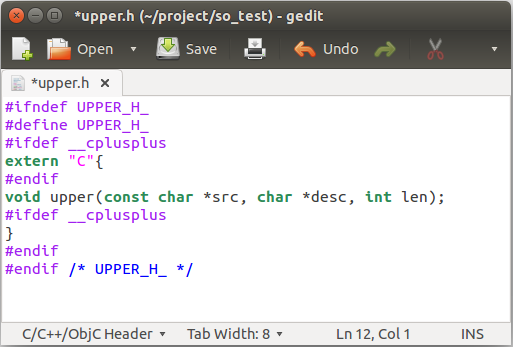 *upper.h (~/project/so_test) - gedit
Open Save Undo
*upper.h
#ifndef UPPER_H_
#define UPPER_H_
#ifdef __cplusplus
extern "C"{
#endif
void upper(const char *src, char *desc, int len);
#ifdef __cplusplus
}
#endif
#endif /* UPPER_H_ */
C/C++/ObjC Header Tab Width: 8 Ln 12, Col 1 INS